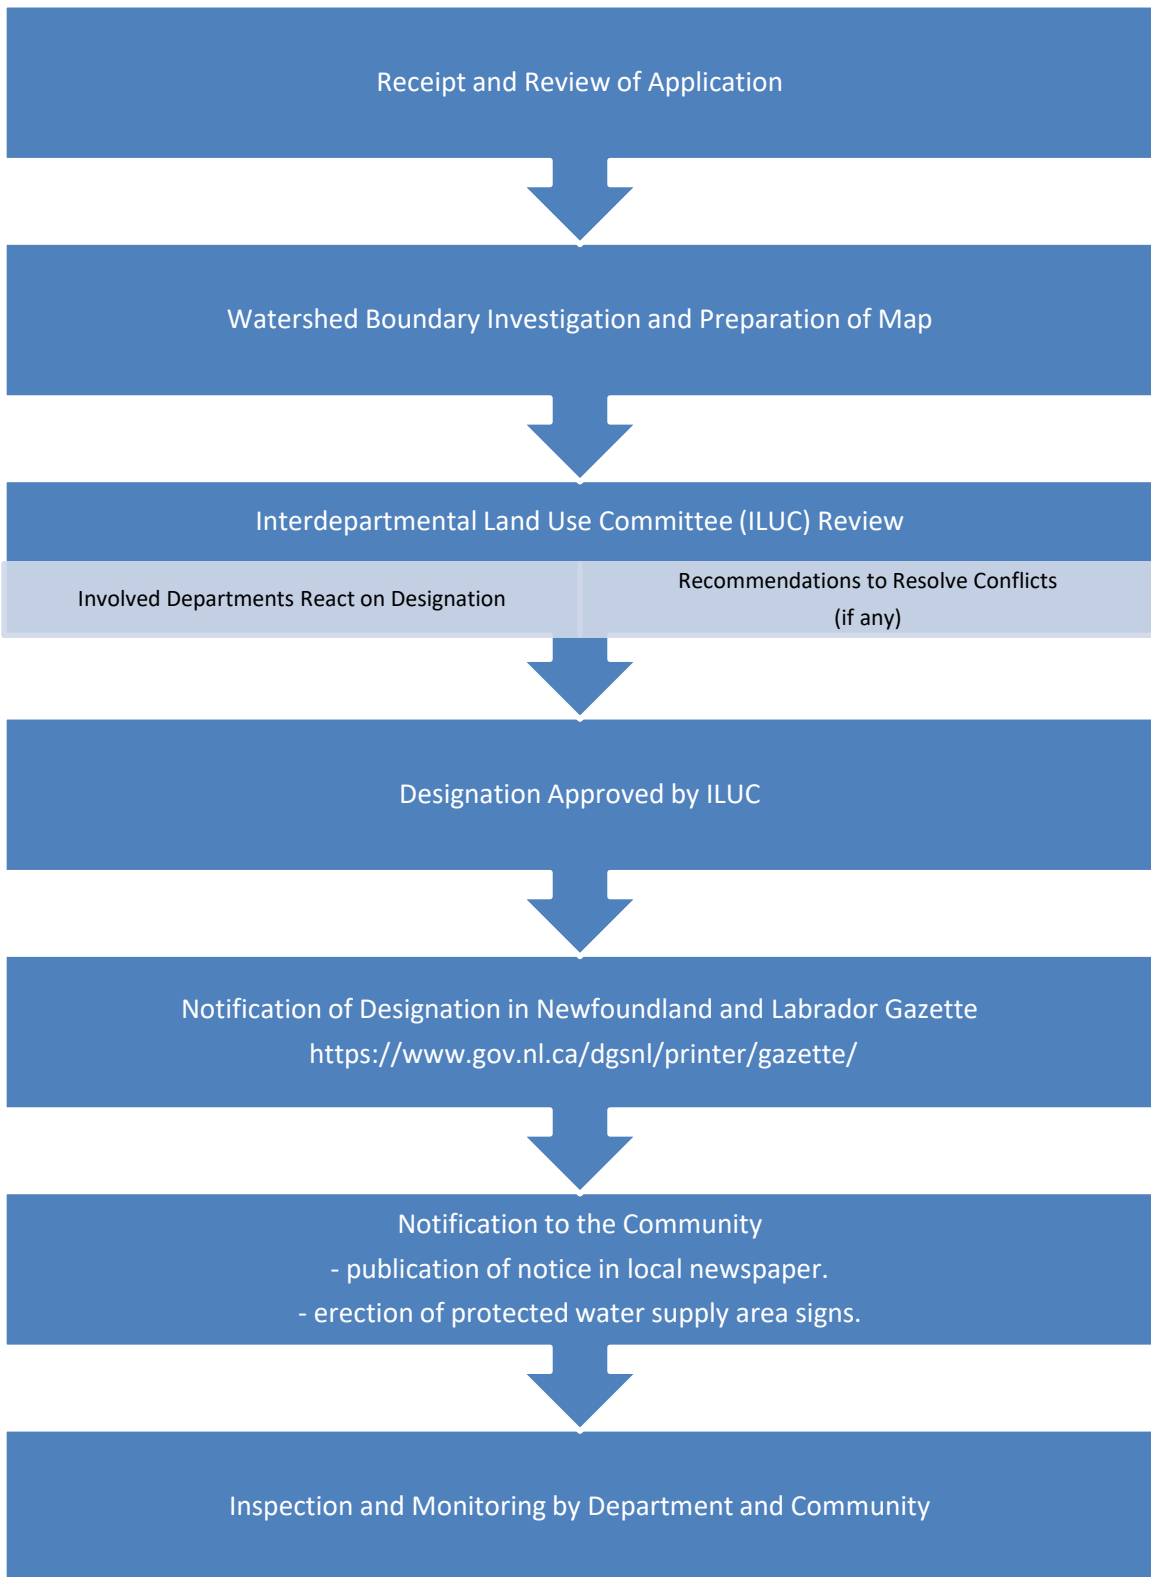 Receipt and Review of Application
Watershed Boundary Investigation and Preparation of Map
Interdepartmental Land Use Committee (ILUC) Review
Involved Departments React on Designation
Recommendations to Resolve Conflicts
(if any)
Designation Approved by ILUC
Notification of Designation in Newfoundland and Labrador Gazette
https://www.gov.nl.ca/dgsnl/printer/gazette/
Notification to the Community
- publication of notice in local newspaper.
- erection of protected water supply area signs.
Inspection and Monitoring by Department and Community